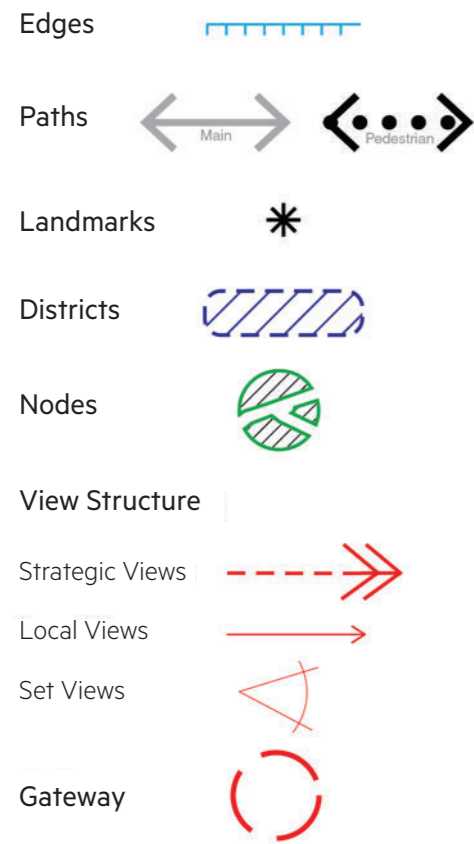 Edges
Paths
Main
Pedestrian
Landmarks
Districts
Nodes
View Structure
Strategic Views
Local Views
Set Views
Gateway